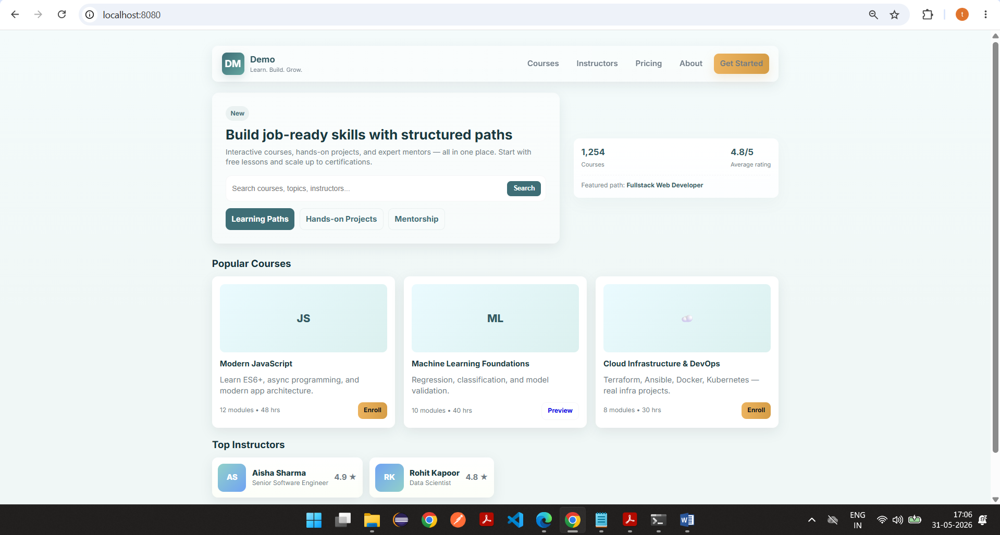 localhost:8080
t
DM
Demo
Learn. Build. Grow.
Courses
Instructors
Pricing
About
Get Started
New
Build job-ready skills with structured paths
Interactive courses, hands-on projects, and expert mentors — all in one place. Start with
free lessons and scale up to certifications.
Search courses, topics, instructors...
Search
Learning Paths
Hands-on Projects
Mentorship
1,254
Courses
4.8/5
Average rating
Featured path: Fullstack Web Developer
Popular Courses
JS
Modern JavaScript
Learn ES6+, async programming, and
modern app architecture.
12 modules • 48 hrs
Enroll
ML
Machine Learning Foundations
Regression, classification, and model
validation.
10 modules • 40 hrs
Preview
Cloud Infrastructure & DevOps
Terraform, Ansible, Docker, Kubernetes —
real infra projects.
8 modules • 30 hrs
Enroll
Top Instructors
AS
Aisha Sharma
Senior Software Engineer
4.9 ★
RK
Rohit Kapoor
Data Scientist
4.8 ★
W
ENG
IN
17:06
31-05-2026